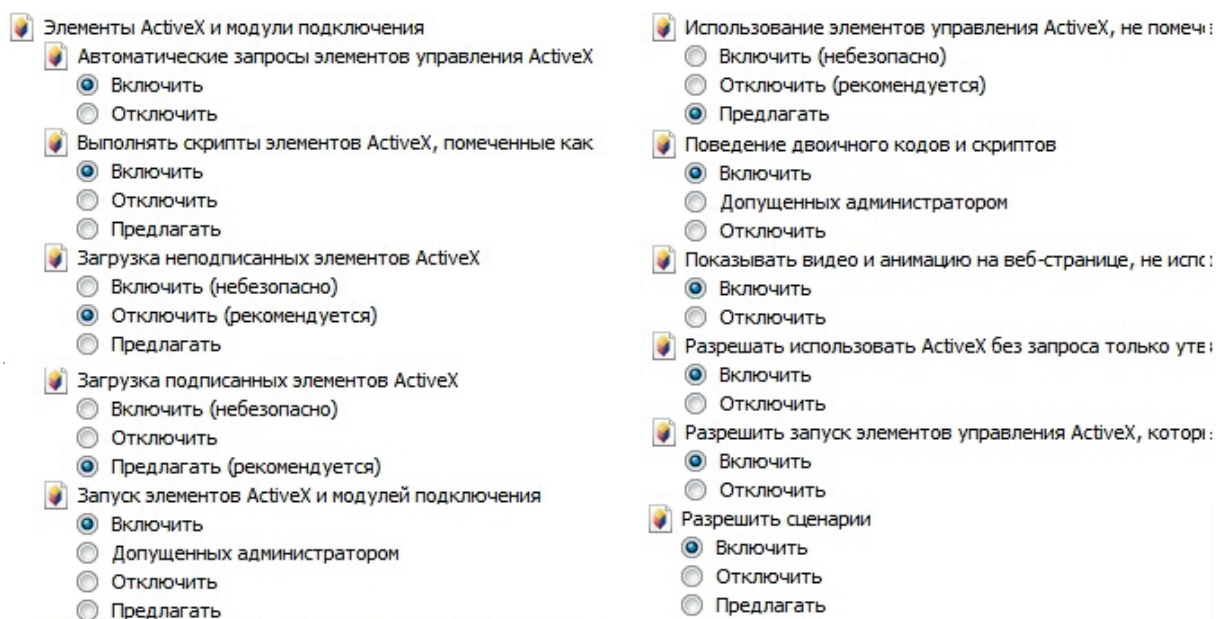 Элементы ActiveX и модули подключения
Автоматические запросы элементов управления ActiveX
Включить
Отключить
Выполнять скрипты элементов ActiveX, помеченные как
Включить
Отключить
Предлагать
Загрузка неподписанных элементов ActiveX
Включить (небезопасно)
Отключить (рекомендуется)
Предлагать
Загрузка подписанных элементов ActiveX
Включить (небезопасно)
Отключить
Предлагать (рекомендуется)
Запуск элементов ActiveX и модулей подключения
Включить
Допущенных администратором
Отключить
Предлагать
Использование элементов управления ActiveX, не
Включить (небезопасно)
Отключить (рекомендуется)
Предлагать
Поведение двоичного кодов и скриптов
Включить
Допущенных администратором
Отключить
Показывать видео и анимацию на веб-странице, не
Включить
Отключить
Разрешать использовать ActiveX без запроса только
Включить
Отключить
Разрешить запуск элементов управления ActiveX,
Включить
Отключить
Разрешить сценарии
Включить
Отключить
Предлагать